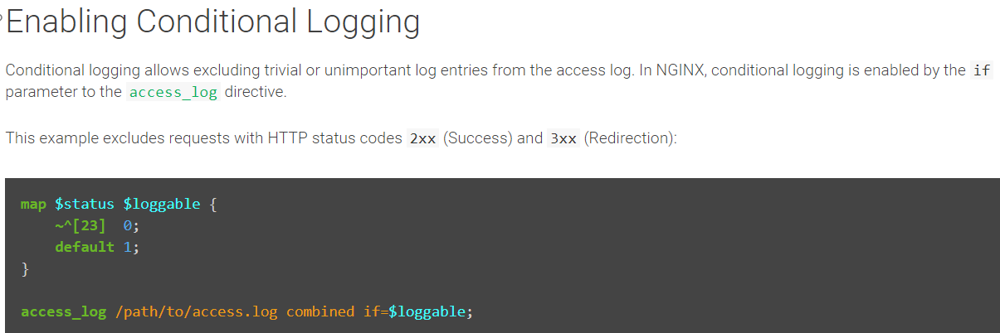 Enabling Conditional Logging
Conditional logging allows excluding trivial or unimportant log entries from the access log. In NGINX, conditional logging is enabled by the if
parameter to the access_log directive.
This example excludes requests with HTTP status codes 2xx (Success) and 3xx (Redirection):
map $status $loggable {
    ~^[23]  0;
    default 1;
}
access_log /path/to/access.log combined if=$loggable;